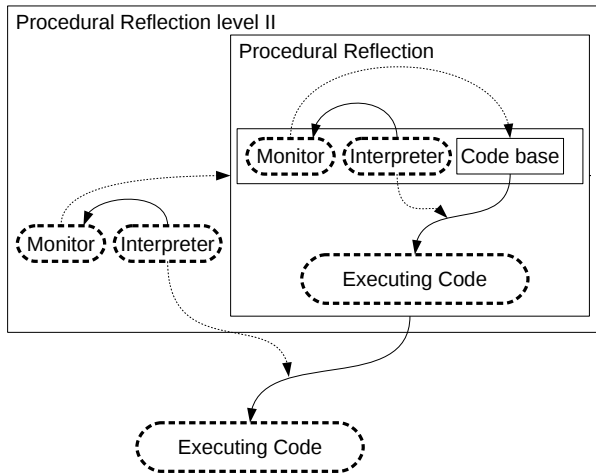 Procedural Reflection level II
Procedural Reflection
Monitor
Interpreter
Code base
Monitor
Interpreter
Executing Code
Executing Code